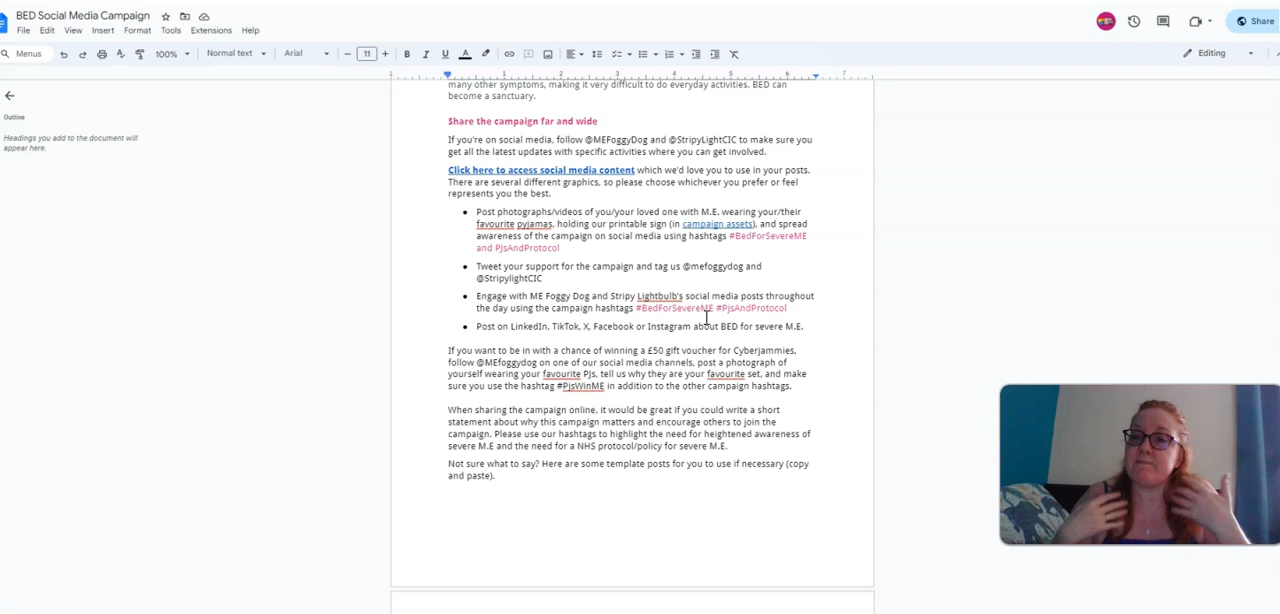 BED Social Media Campaign
File Edit View Insert Format Tools Extensions Help
Share
Menus
100%
Normal text
Arial
11
Editing
1 1 2 3 4 5 6 7
Outline
Headings you add to the document will
appear here.
many other symptoms, making it very difficult to do everyday activities. BED can
become a sanctuary.
Share the campaign far and wide
If you're on social media, follow @MEFoggyDog and @StripyLightCIC to make sure you
get all the latest updates with specific activities where you can get involved.
Click here to access social media content which we'd love you to use in your posts.
There are several different graphics, so please choose whichever you prefer or feel
represents you the best.
● Post photographs/videos of you/your loved one with M.E. wearing your/their
favourite pyjamas, holding our printable sign (in campaign assets), and spread
awareness of the campaign on social media using hashtags #BedForSevereME
and PJsAndProtocol
● Tweet your support for the campaign and tag us @mefoggydog and
@StripylightCIC
● Engage with ME Foggy Dog and Stripy Lightbulb's social media posts throughout
the day using the campaign hashtags #BedForSevereME #PjsAndProtocol
● Post on LinkedIn, TikTok, X, Facebook or Instagram about BED for severe M.E.
If you want to be in with a chance of winning a £50 gift voucher for Cyberjammies,
follow @MEfoggydog on one of our social media channels, post a photograph of
yourself wearing your favourite PJs, tell us why they are your favourite set, and make
sure you use the hashtag #PjsWinME in addition to the other campaign hashtags.
When sharing the campaign online, it would be great if you could write a short
statement about why this campaign matters and encourage others to join the
campaign. Please use our hashtags to highlight the need for heightened awareness of
severe M.E and the need for a NHS protocol/policy for severe M.E.
Not sure what to say? Here are some template posts for you to use if necessary (copy
and paste).